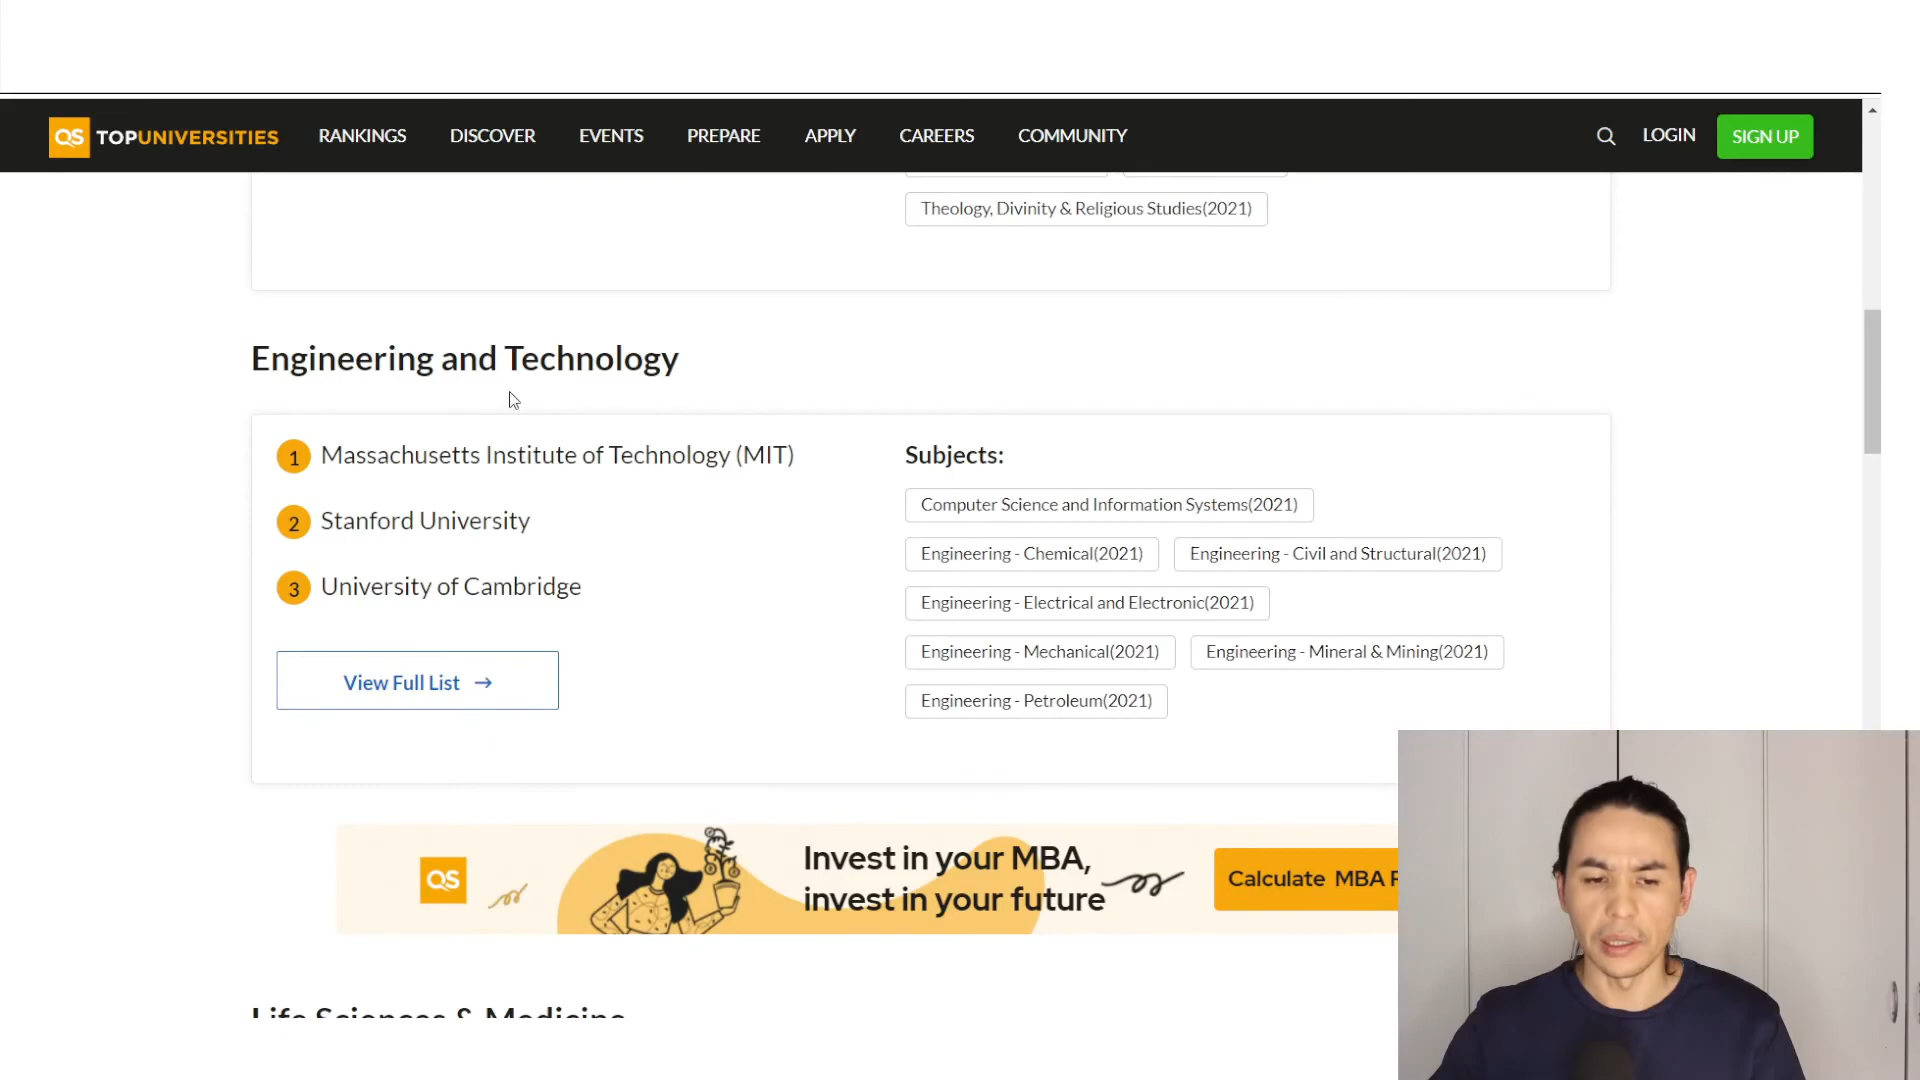 QS TOPUNIVERSITIES RANKINGS DISCOVER EVENTS PREPARE APPLY CAREERS COMMUNITY LOGIN SIGN UP
Theology, Divinity & Religious Studies(2021)
Engineering and Technology
1 Massachusetts Institute of Technology (MIT)
2 Stanford University
3 University of Cambridge
View Full List →
Subjects:
Computer Science and Information Systems(2021)
Engineering - Chemical(2021) Engineering - Civil and Structural(2021)
Engineering - Electrical and Electronic(2021)
Engineering - Mechanical(2021) Engineering - Mineral & Mining(2021)
Engineering - Petroleum(2021)
QS
Invest in your MBA,
invest in your future
Calculate MBA
Life Sciences & Medicine